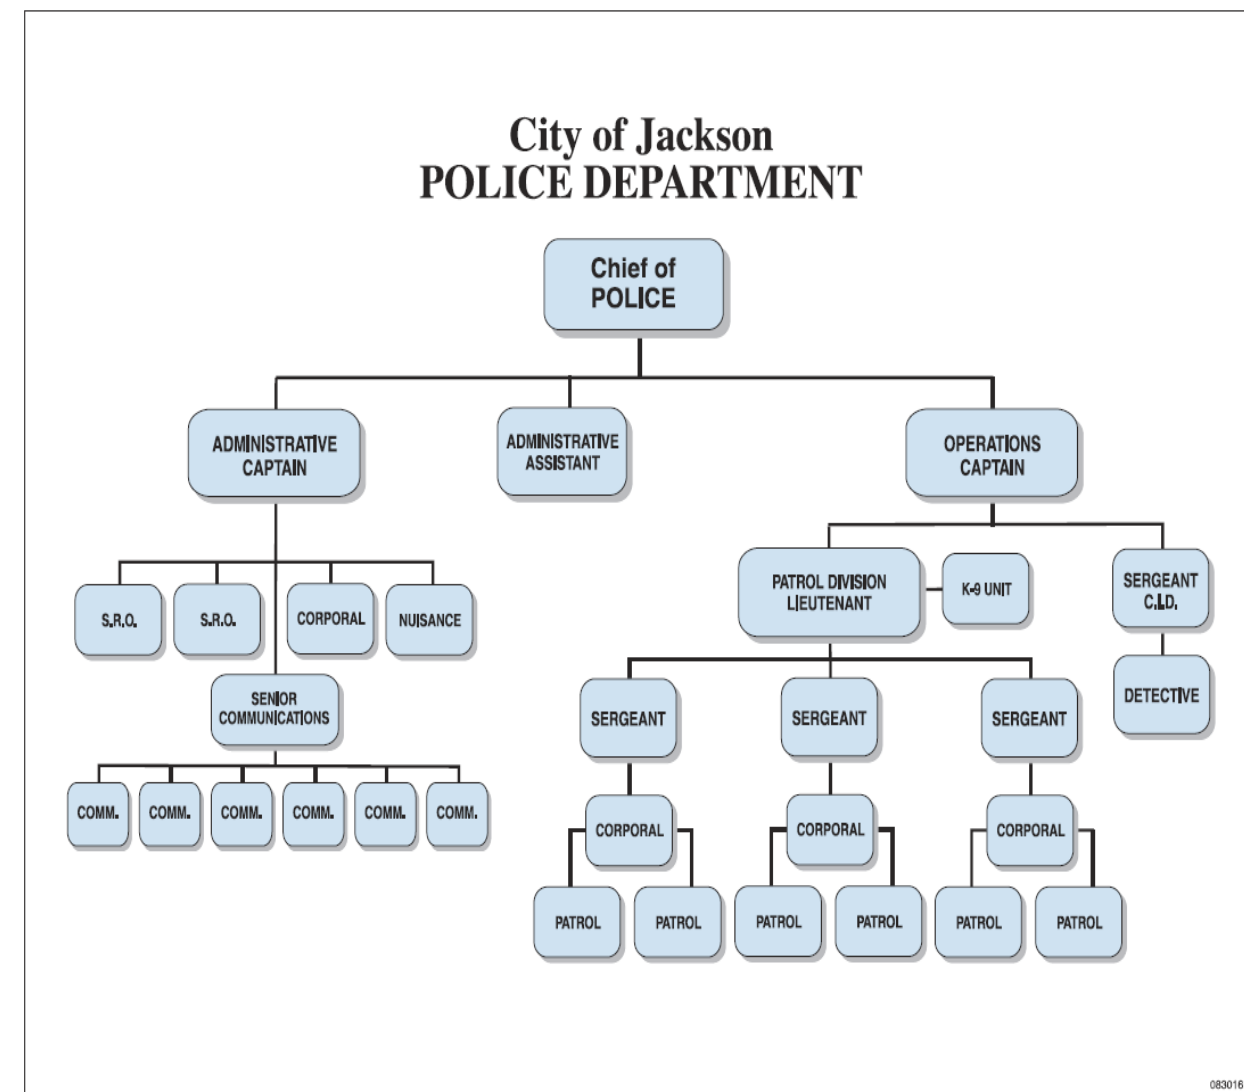 City of Jackson
POLICE DEPARTMENT
Chief of
POLICE
ADMINISTRATIVE
CAPTAIN
ADMINISTRATIVE
ASSISTANT
OPERATIONS
CAPTAIN
PATROL DIVISION
LIEUTENANT
K-9 UNIT
SERGEANT
C.I.D.
S.R.O.
S.R.O.
CORPORAL
NUISANCE
SENIOR
COMMUNICATIONS
SERGEANT
SERGEANT
SERGEANT
DETECTIVE
COMM.
COMM.
COMM.
COMM.
COMM.
COMM.
CORPORAL
CORPORAL
CORPORAL
PATROL
PATROL
PATROL
PATROL
PATROL
PATROL
083016